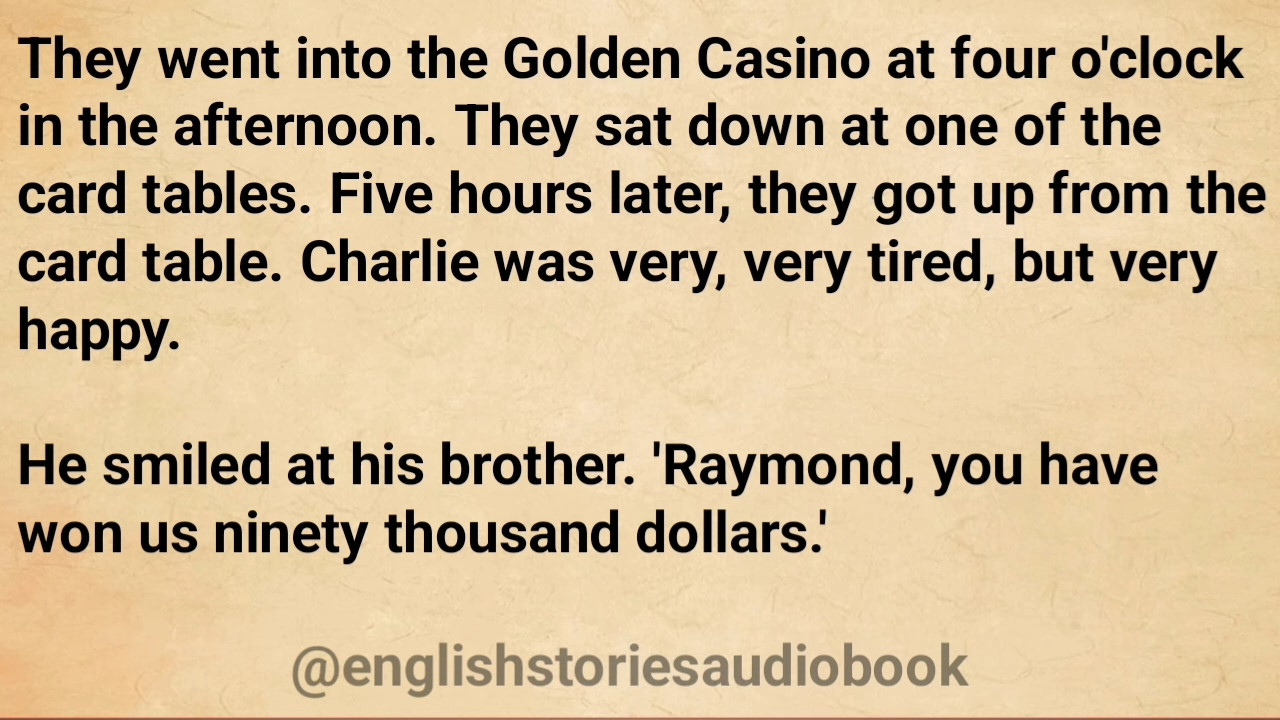 They went into the Golden Casino at four o'clock
in the afternoon. They sat down at one of the
card tables. Five hours later, they got up from the
card table. Charlie was very, very tired, but very
happy.
He smiled at his brother. 'Raymond, you have
won us ninety thousand dollars.'
@englishstoriesaudiobook